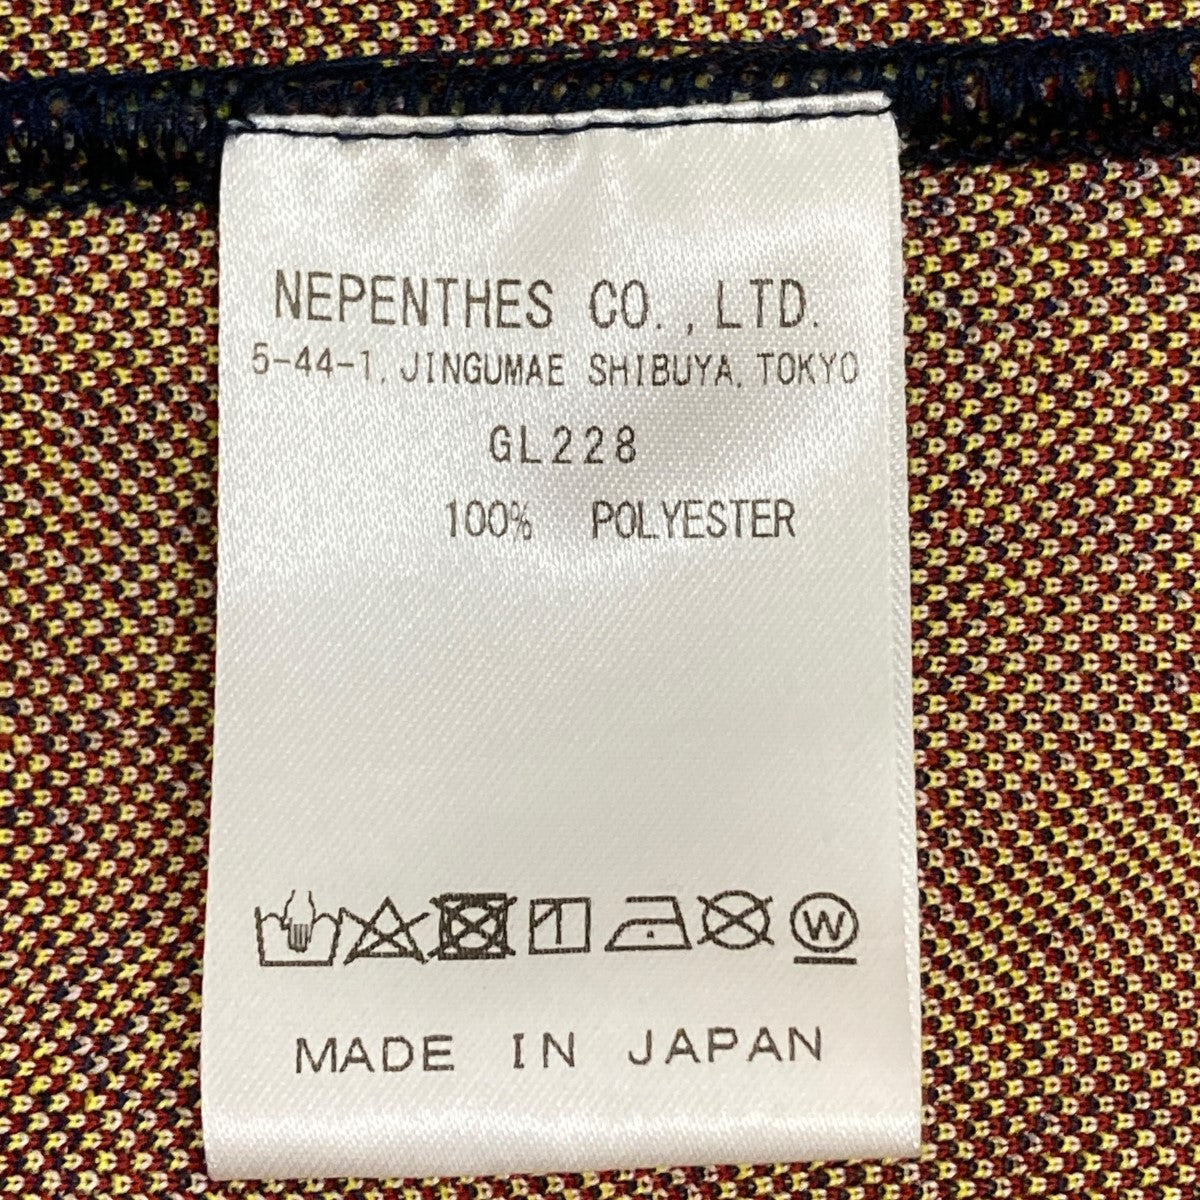 NEPENTHES CO.,LTD.
5-44-1, JINGUMAE SHIBUYA, TOKYO
GL228
100% POLYESTER
W
MADE IN JAPAN